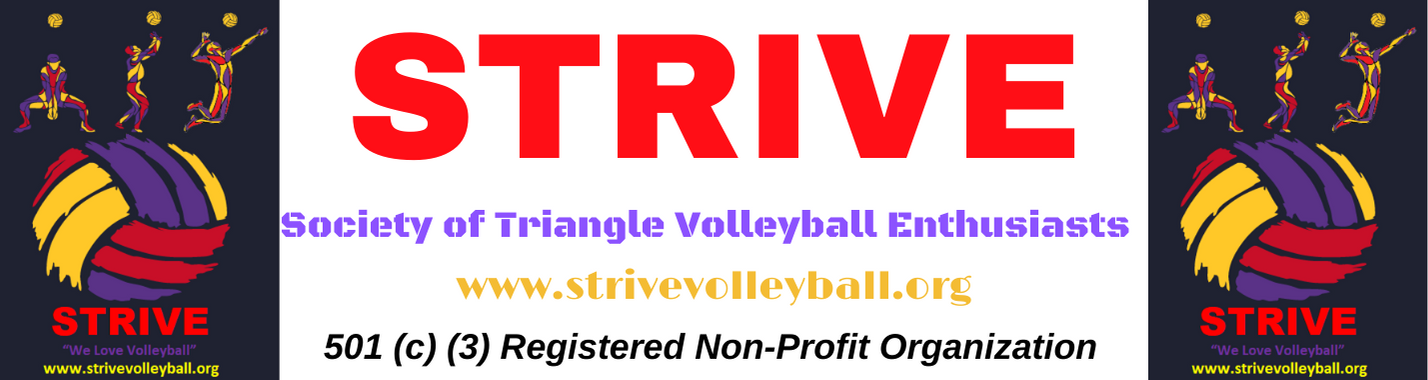 STRIVE
Society of Triangle Volleyball Enthusiasts
www.strivevolleyball.org
501 (c) (3) Registered Non-Profit Organization
STRIVE
“We Love Volleyball”
www.strivevolleyball.org
STRIVE
“We Love Volleyball”
www.strivevolleyball.org